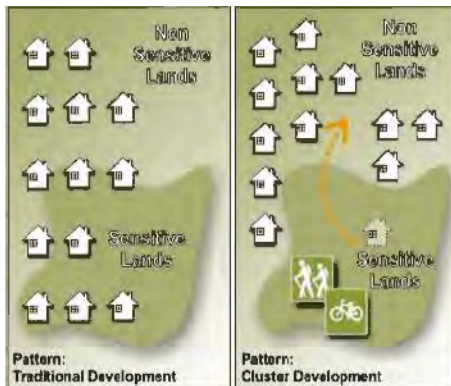 Non
Sensitive
Lands
Sensitive
Lands
Pattern:
Traditional Development
Non
Sensitive
Lands
Sensitive
Lands
Pattern:
Cluster Development